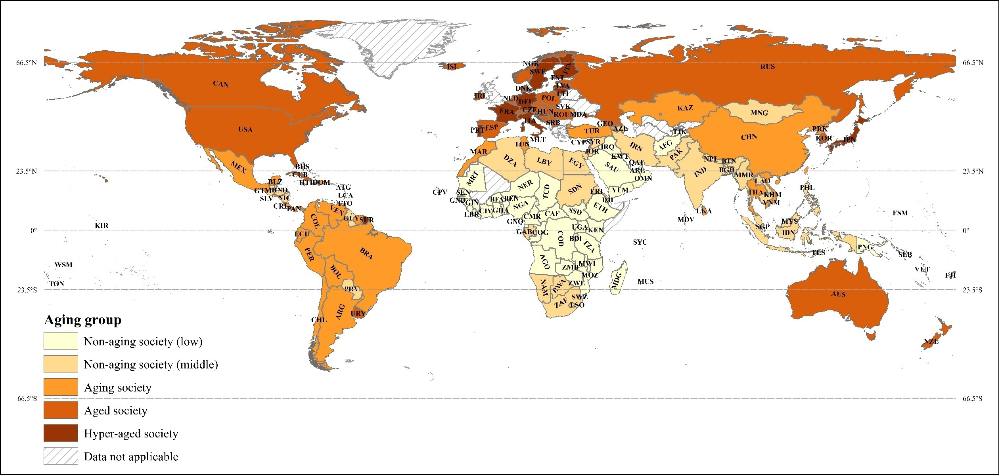 66.5°N
66.5°N
23.5°N
23.5°N
0°
0°
23.5°S
23.5°S
66.5°S
66.5°S
CAN
USA
MEX
BHS
CUB
HTI
DOM
BLZ
GTM
HND
SLV
NIC
CRI
PAN
ATG
LCA
TTO
VEN
GUY
SUR
COL
ECU
PER
BRA
BOL
PRY
ARG
URY
CHL
KIR
WSM
TON
ISL
NOR
SWE
FIN
EST
LVA
LTU
DNK
IRL
NLD
DEU
POL
FRA
CZE
SVK
HUN
ROU
MDA
ITA
SRB
PRT
ESP
MLT
GEO
AZE
TUR
CYP
SYR
RUS
KAZ
MNG
CHN
TJK
PRK
KOR
JPN
MAR
TUN
DZA
LBY
EGY
JOR
IRQ
IRN
AFG
PAK
KWT
SAU
QAT
ARE
OMN
YEM
IND
NPL
BTN
BGD
MMR
LAO
THA
KHM
VNM
PHL
LKA
MDV
MYS
SGP
IDN
TLS
PNG
SLB
VUT
FJI
FSM
CPV
MRT
SEN
GNB
GIN
LBR
CIV
GHA
BFA
BEN
NER
NGA
TCD
SDN
ERI
DJI
ETH
SSD
CAF
CMR
GNQ
GAB
COG
COD
UGA
KEN
BDI
TZA
SYC
AGO
ZMB
MWI
MOZ
MDG
MUS
NAM
BWA
ZWE
ZAF
SWZ
LSO
AUS
NZL
Aging group
Non-aging society (low)
Non-aging society (middle)
Aging society
Aged society
Hyper-aged society
Data not applicable